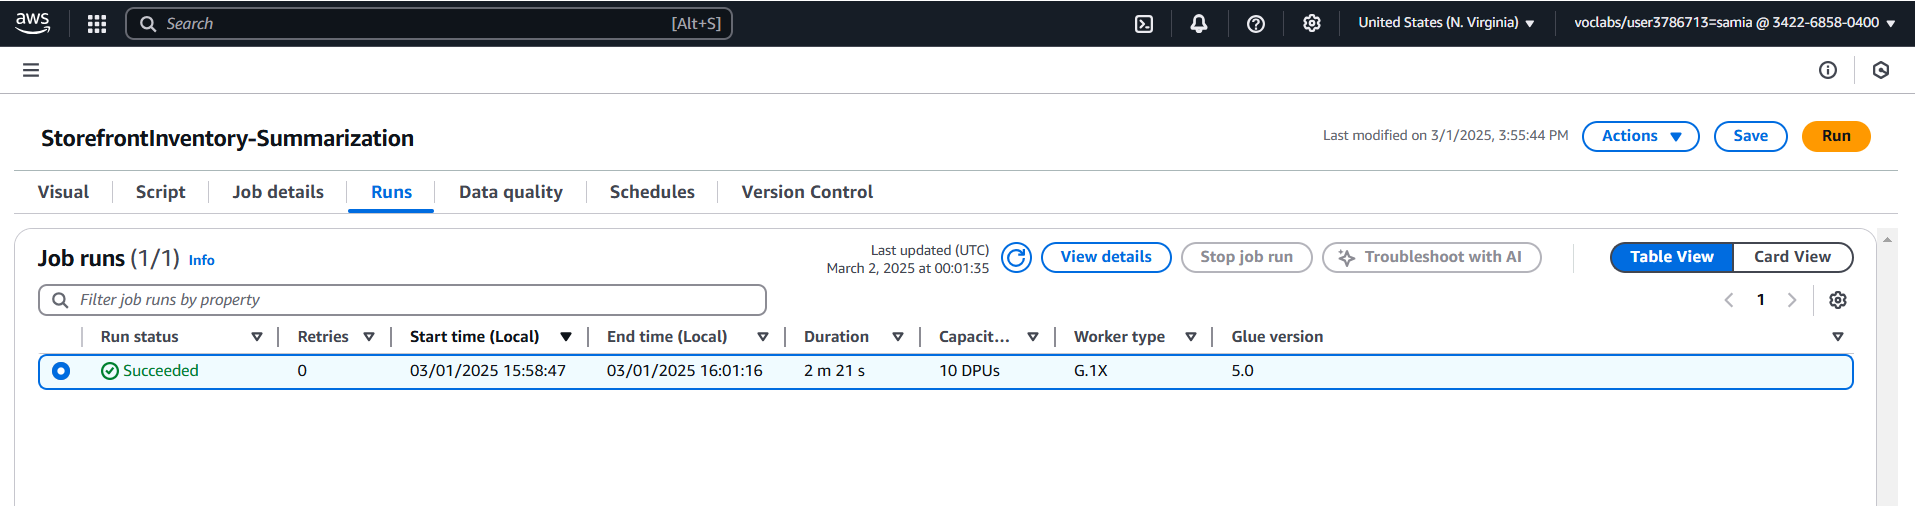 aws Search [Alt+S] United States (N. Virginia) voclabs/user3786713=samia @ 3422-6858-0400
StorefrontInventory-Summarization Last modified on 3/1/2025, 3:55:44 PM Actions Save Run
Visual Script Job details Runs Data quality Schedules Version Control
Job runs (1/1) Info Last updated (UTC)
March 2, 2025 at 00:01:35 View details Stop job run Troubleshoot with AI Table View Card View
Filter job runs by property 1
Run status Retries Start time (Local) End time (Local) Duration Capacit... Worker type Glue version
Succeeded 0 03/01/2025 15:58:47 03/01/2025 16:01:16 2 m 21 s 10 DPUs G.1X 5.0